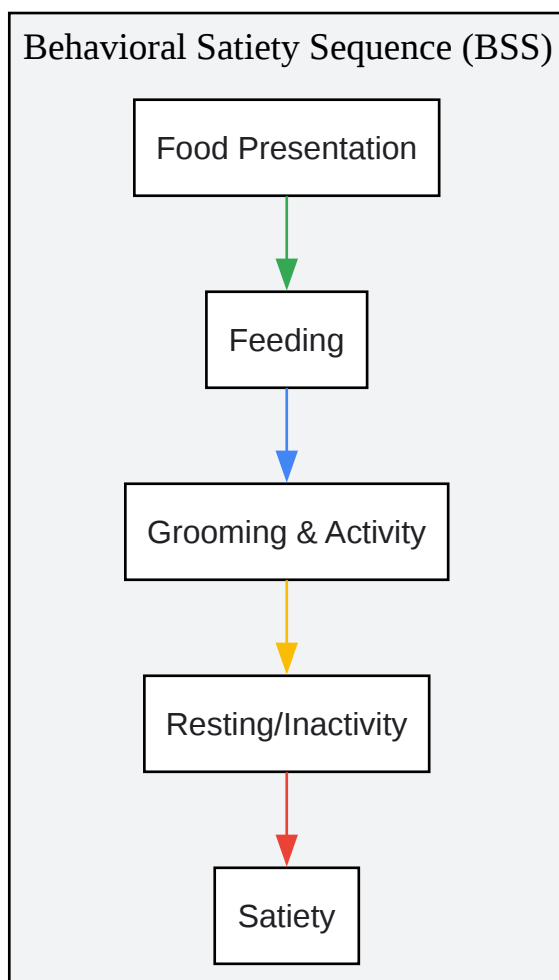 Behavioral Satiety Sequence (BSS)
Food Presentation
Feeding
Grooming & Activity
Resting/Inactivity
Satiety